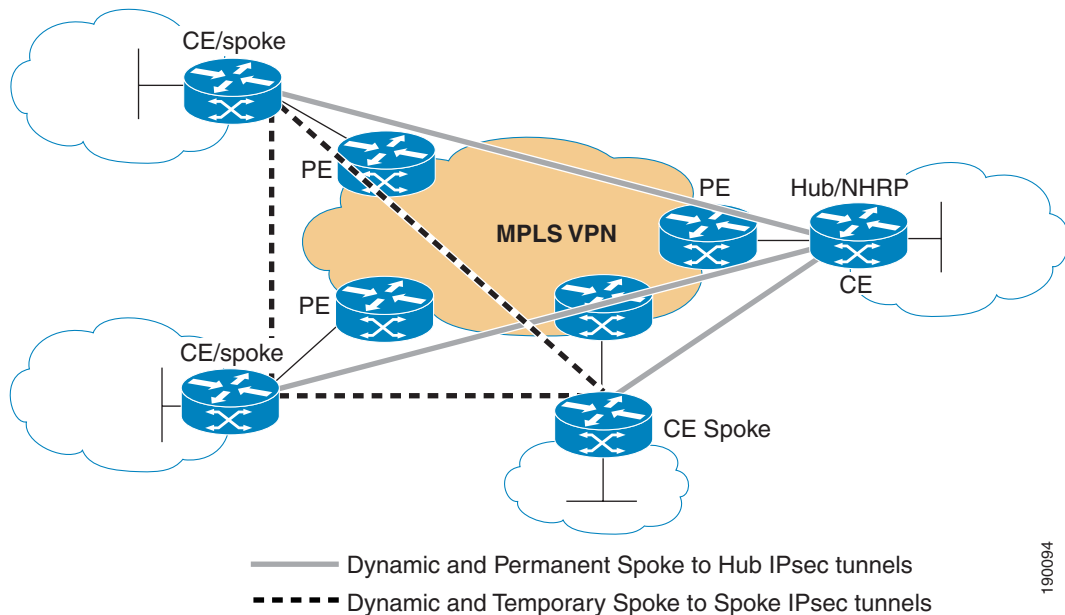 CE/spoke
PE
PE
Hub/NHRP
MPLS VPN
CE
PE
CE/spoke
CE Spoke
Dynamic and Permanent Spoke to Hub IPsec tunnels
Dynamic and Temporary Spoke to Spoke IPsec tunnels
190094